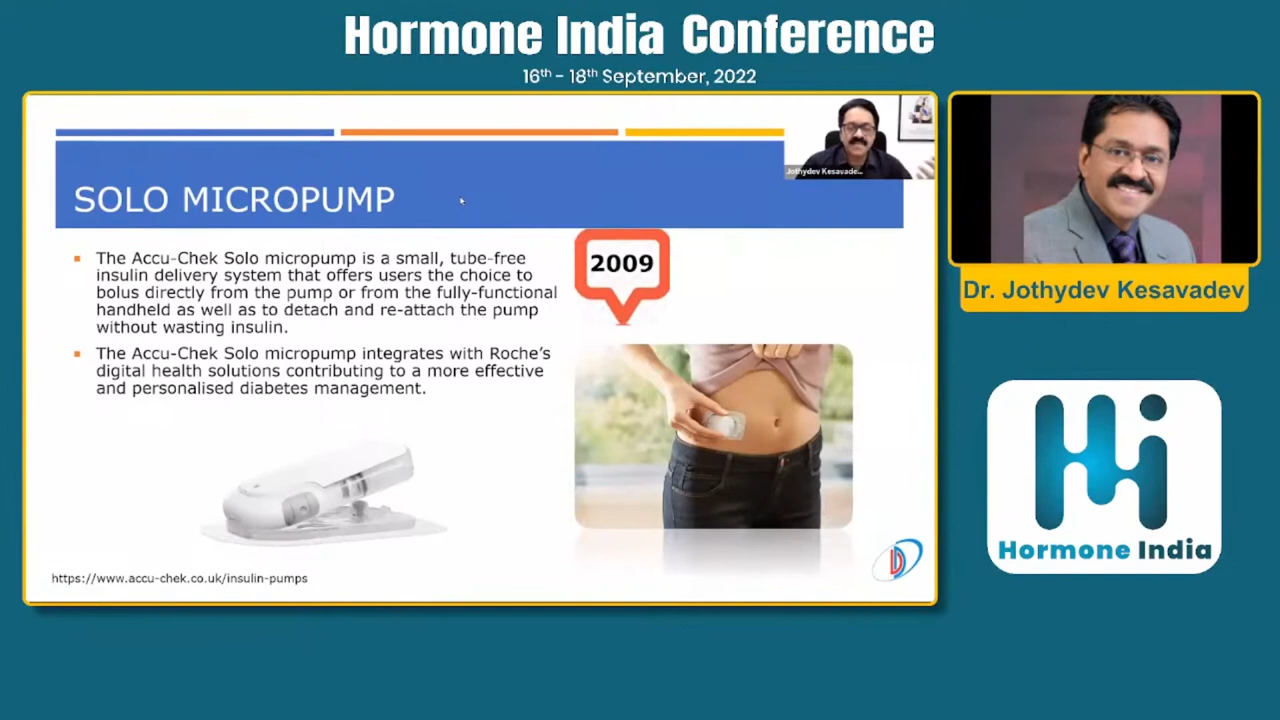 Hormone India Conference
16th - 18th September, 2022
SOLO MICROPUMP
Jothydev Kesavade...
The Accu-Chek Solo micropump is a small, tube-free
insulin delivery system that offers users the choice to
bolus directly from the pump or from the fully-functional
handheld as well as to detach and re-attach the pump
without wasting insulin.
The Accu-Chek Solo micropump integrates with Roche's
digital health solutions contributing to a more effective
and personalised diabetes management.
2009
https://www.accu-chek.co.uk/insulin-pumps
Dr. Jothydev Kesavadev
Hi
Hormone India